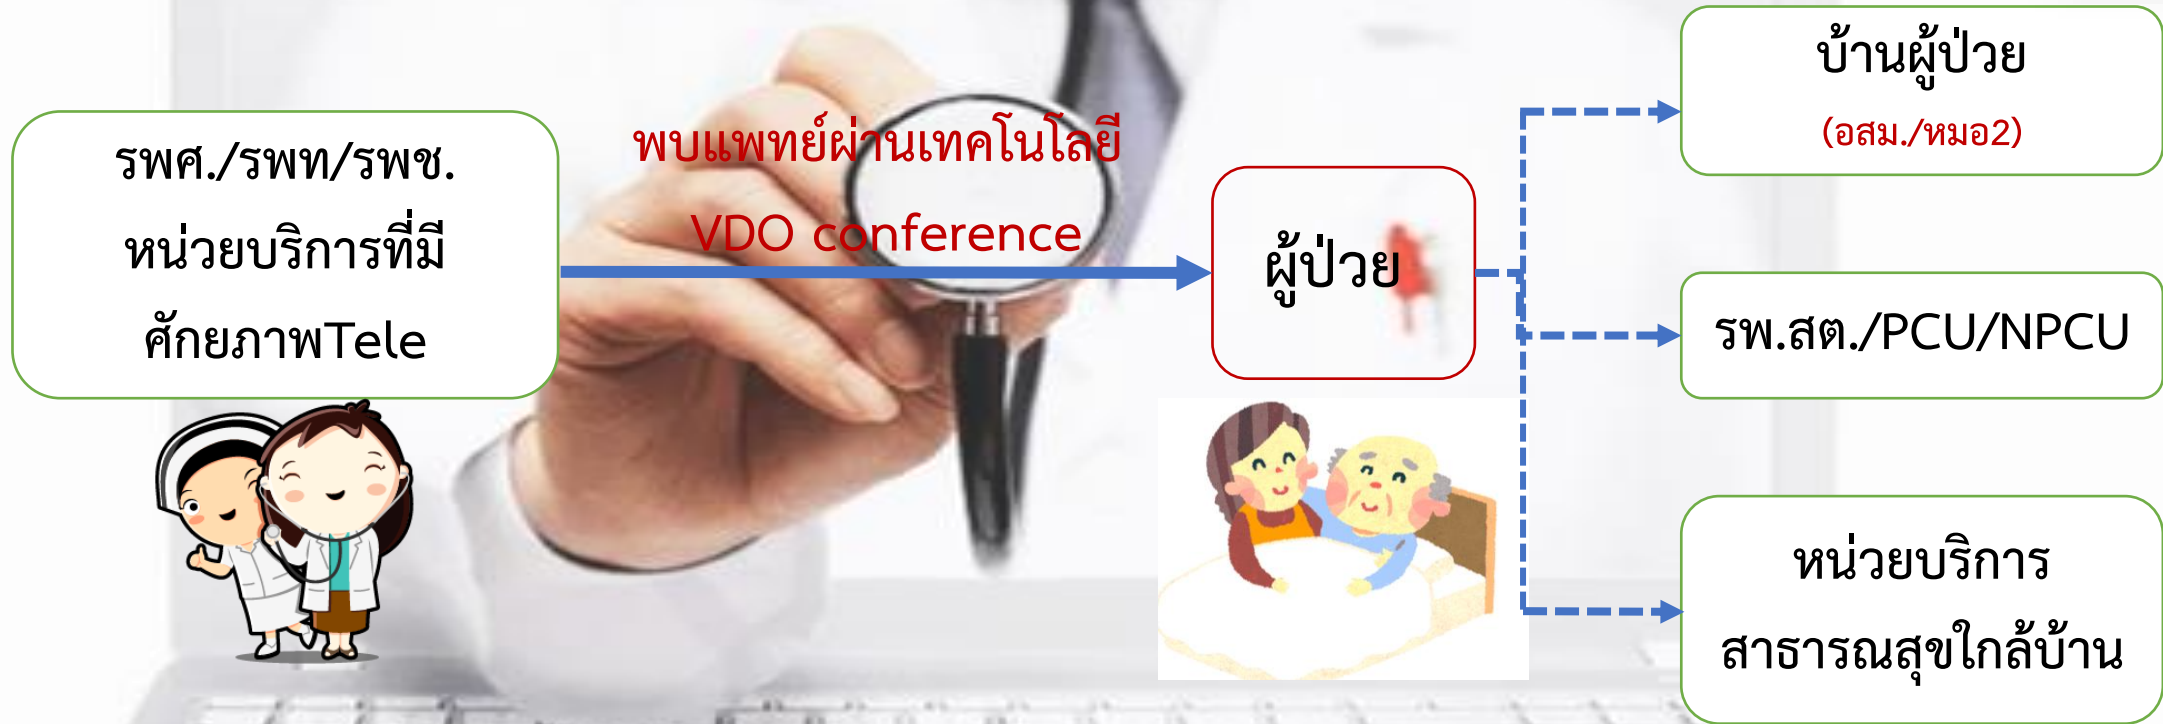 รพศ./รพท/รพช.
หน่วยบริการที่มี
ศักยภาพTele
พบแพทย์ผ่านเทคโนโลยี
VDO conference
ผู้ป่วย
บ้านผู้ป่วย
(อสม./หมอ2)
รพ.สต./PCU/NPCU
หน่วยบริการ
สาธารณสุขใกล้บ้าน